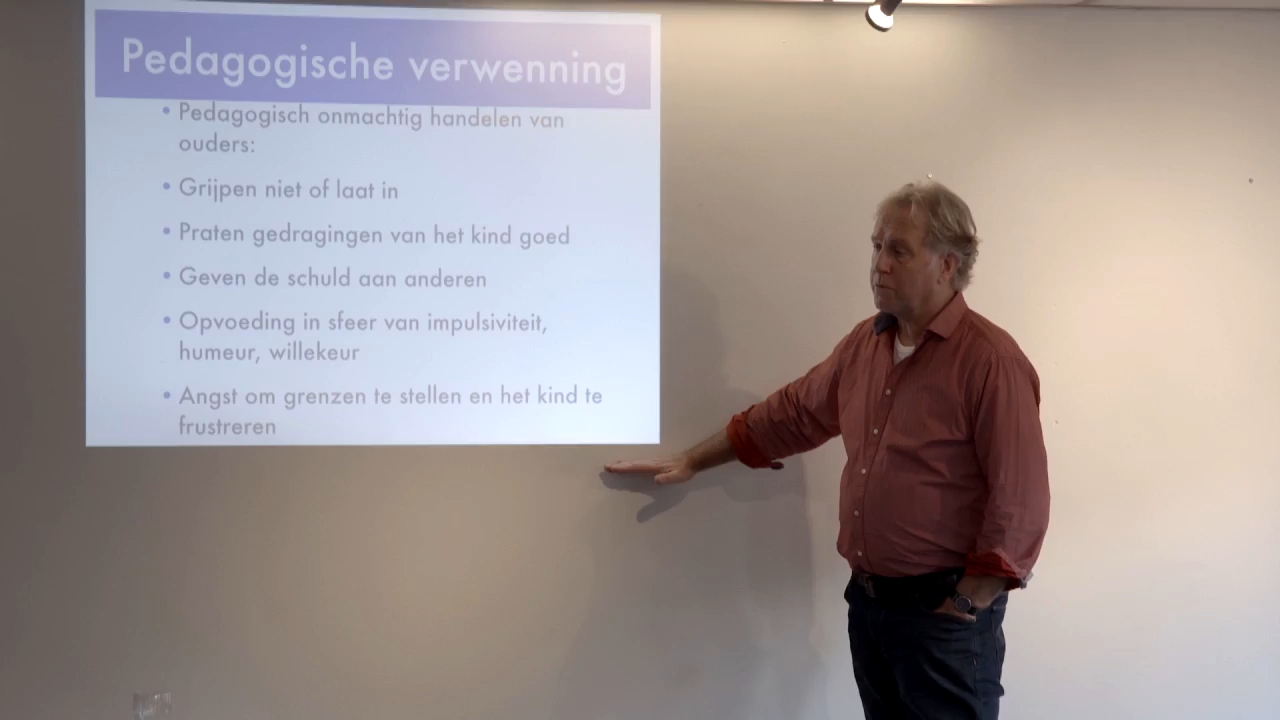 Pedagogische verwenning
• Pedagogisch onmachtig handelen van
ouders:
• Grijpen niet of laat in
• Praten gedragingen van het kind goed
• Geven de schuld aan anderen
• Opvoeding in sfeer van impulsiviteit,
humeur, willekeur
• Angst om grenzen te stellen en het kind te
frustreren